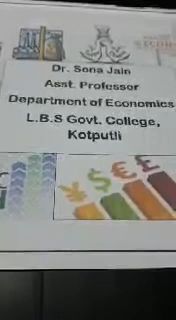 Dr. Sona Jain
Asst. Professor
Department of Economics
L.B.S Govt. College,
Kotputli
¥ $ € £